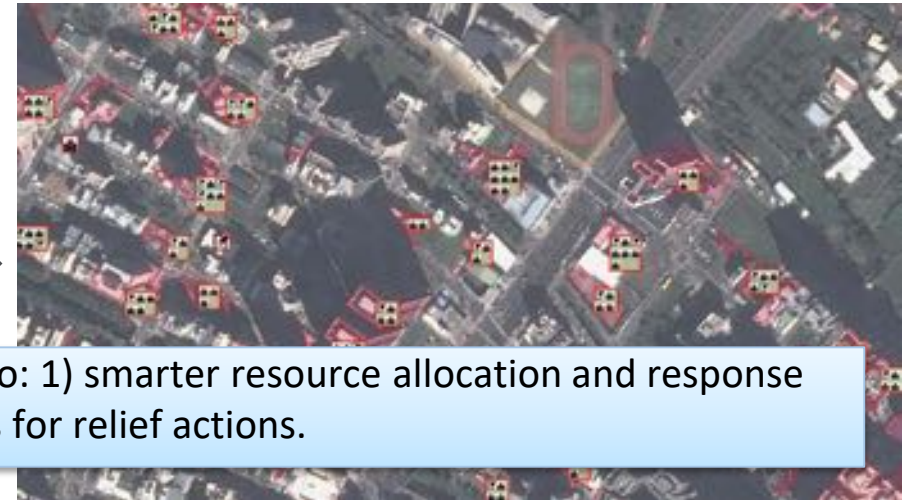 o: 1) smarter resource allocation and response
s for relief actions.